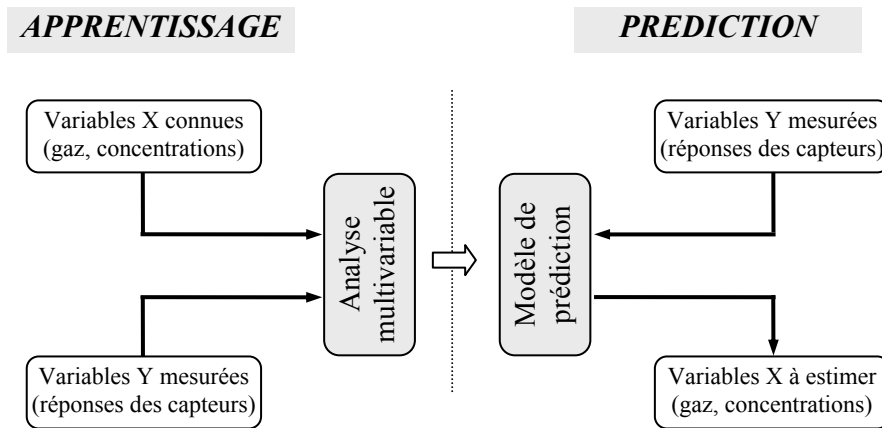 APPRENTISSAGE
PREDICTION
Variables X connues
(gaz, concentrations)
Variables Y mesurées
(réponses des capteurs)
Analyse
multivariable
Modèle de
prédiction
Variables Y mesurées
(réponses des capteurs)
Variables X à estimer
(gaz, concentrations)